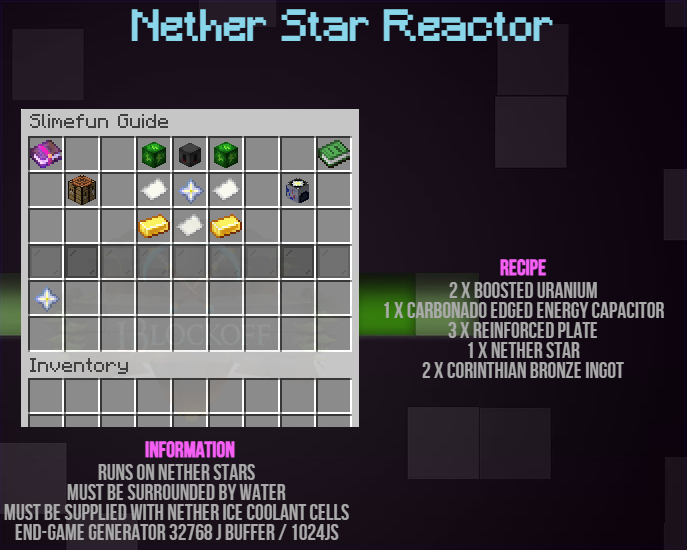 Nether Star Reactor
Slimefun Guide
BLOCKOFF
Inventory
RECIPE
2 X BOOSTED URANIUM
1 X CARBONADO EDGED ENERGY CAPACITOR
3 X REINFORCED PLATE
1 X NETHER STAR
2 X CORINTHIAN BRONZE INGOT
INFORMATION
RUNS ON NETHER STARS
MUST BE SURROUNDED BY WATER
MUST BE SUPPLIED WITH NETHER ICE COOLANT CELLS
END-GAME GENERATOR 32768 J BUFFER / 1024JS